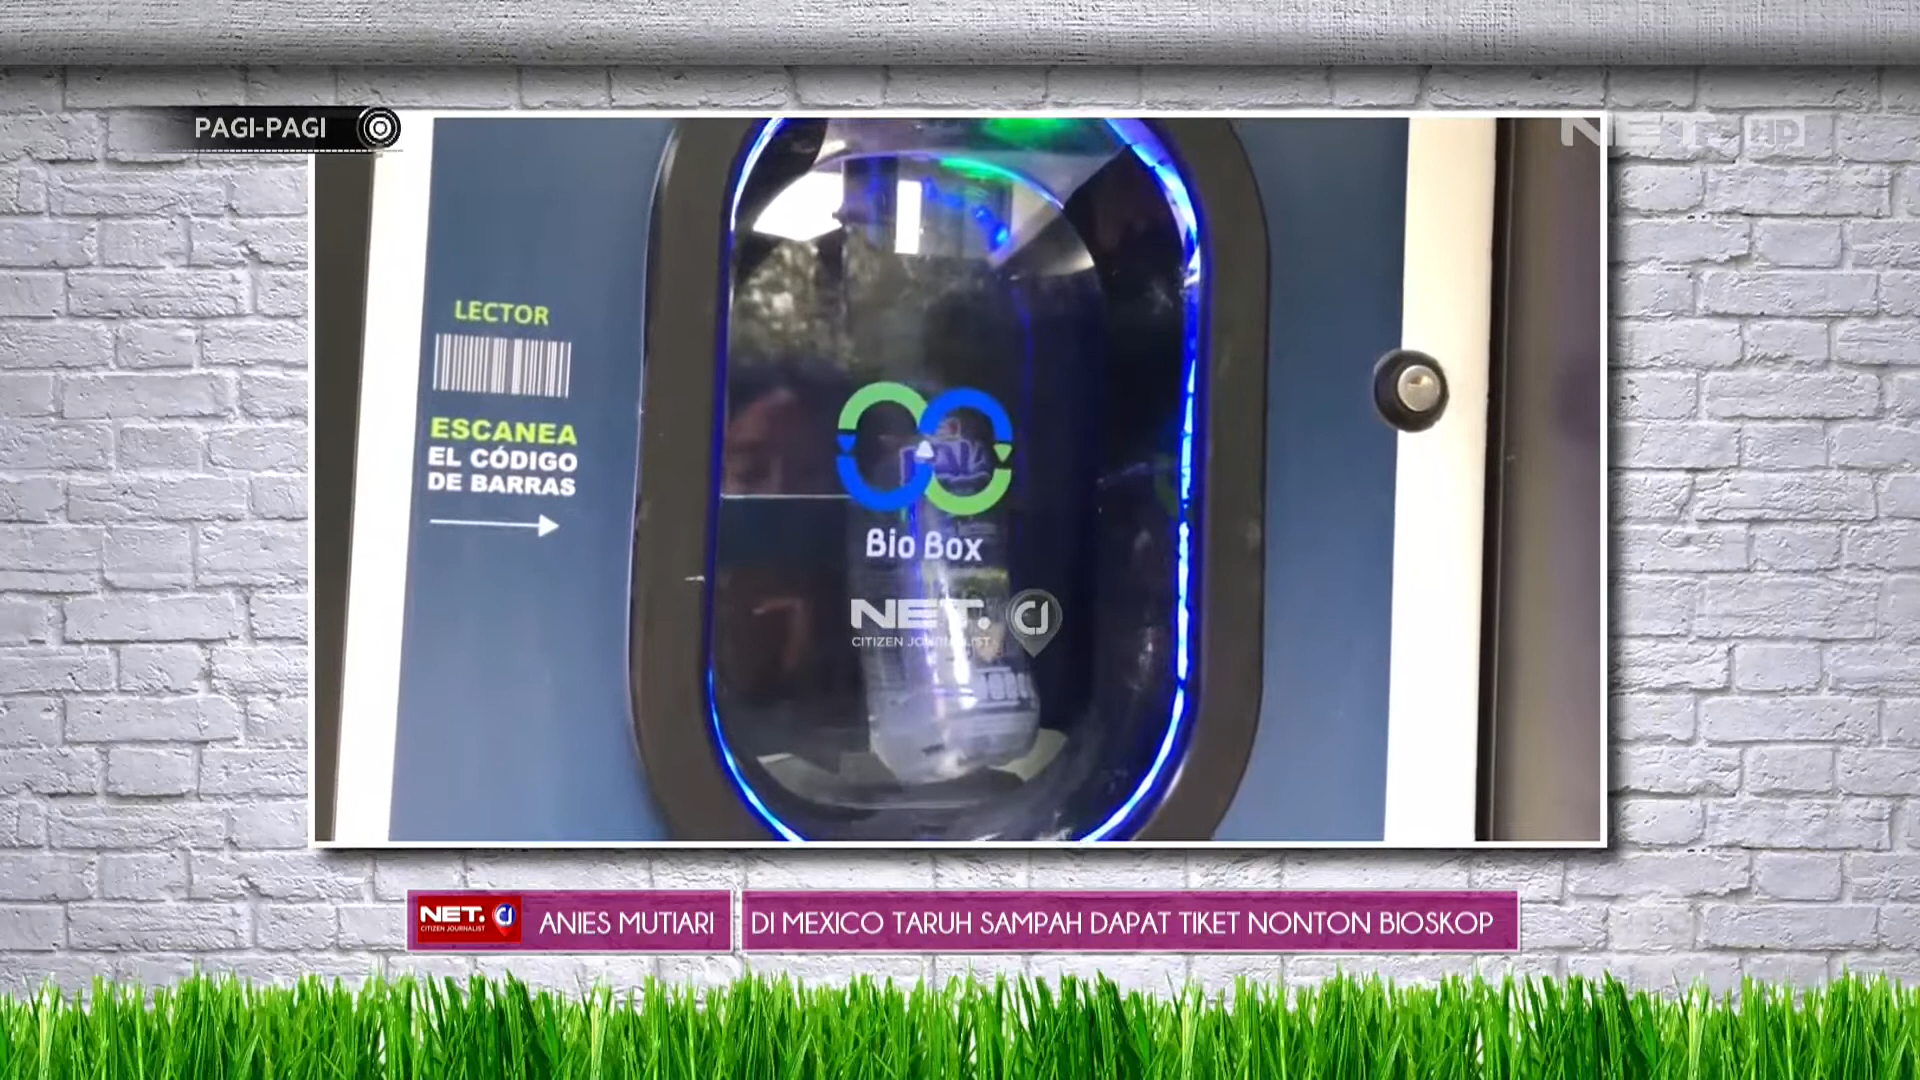 PAGI-PAGI
NET. HD
LECTOR
ESCANEA
EL CÓDIGO
DE BARRAS
Bio Box
NET. CJ
CITIZEN JOURNALIST
NET. CJ
CITIZEN JOURNALIST
ANIES MUTIARI
DI MEXICO TARUH SAMPAH DAPAT TIKET NONTON BIOSKOP